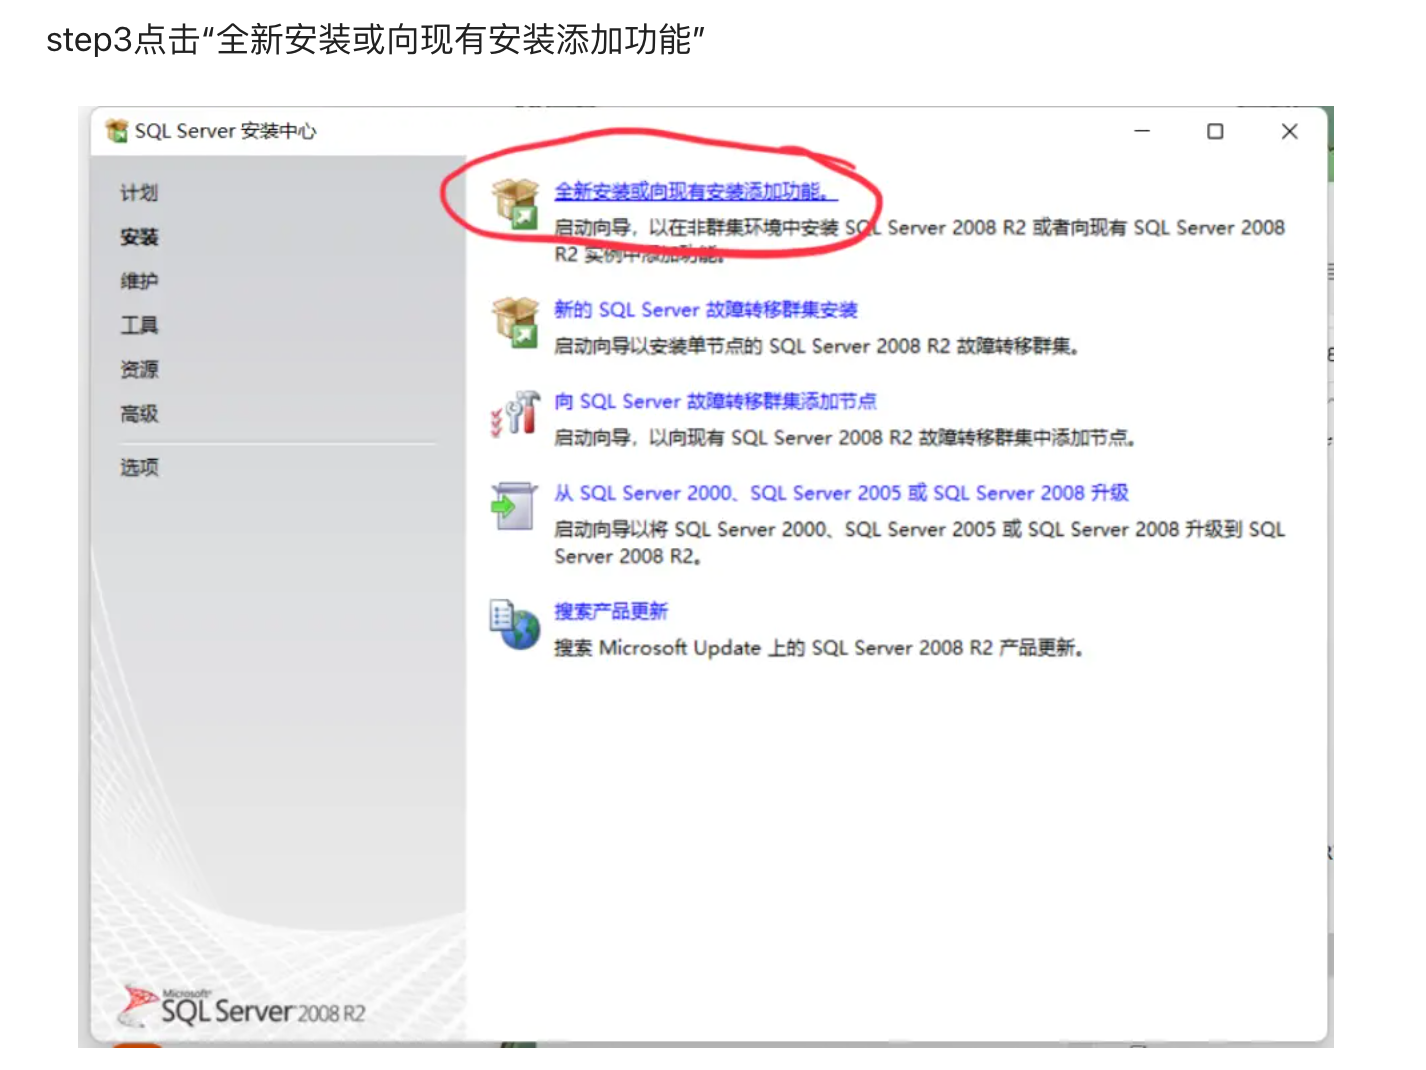 step3点击“全新安装或向现有安装添加功能”
SQL Server 安装中心
计划
安装
维护
工具
资源
高级
选项
全新安装或向现有安装添加功能。
启动向导，以在非群集环境中安装 SQL Server 2008 R2 或者向现有 SQL Server 2008
R2 实例中添加功能。
新的 SQL Server 故障转移群集安装
启动向导以安装单节点的 SQL Server 2008 R2 故障转移群集。
向 SQL Server 故障转移群集添加节点
启动向导，以向现有 SQL Server 2008 R2 故障转移群集中添加节点。
从 SQL Server 2000、SQL Server 2005 或 SQL Server 2008 升级
启动向导以将 SQL Server 2000、SQL Server 2005 或 SQL Server 2008 升级到 SQL
Server 2008 R2。
搜索产品更新
搜索 Microsoft Update 上的 SQL Server 2008 R2 产品更新。
Microsoft
SQL Server 2008 R2